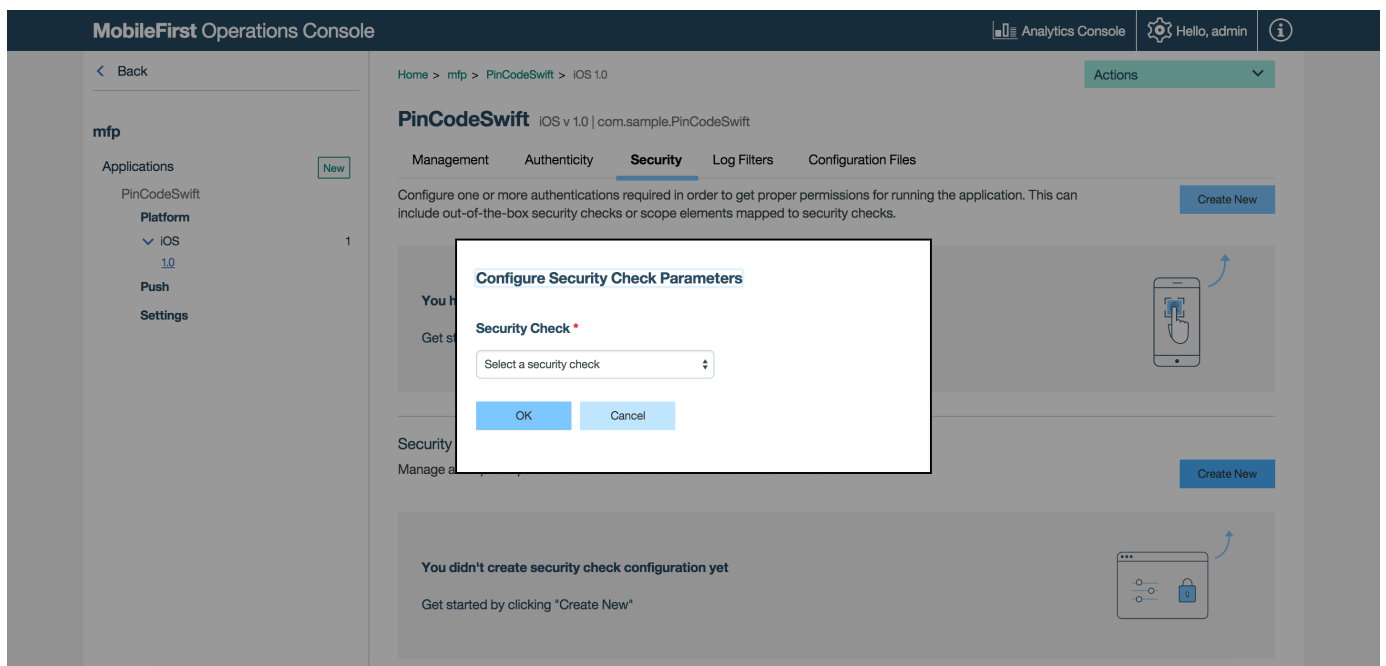 MobileFirst Operations Console
Analytics Console
Hello, admin
Back
Home > mfp > PinCodeSwift > iOS 1.0
Actions
mfp
PinCodeSwift iOS v 1.0 | com.sample.PinCodeSwift
Applications
New
Management Authenticity Security Log Filters Configuration Files
PinCodeSwift
Platform
iOS 1
1.0
Push
Settings
Configure one or more authentications required in order to get proper permissions for running the application. This can
include out-of-the-box security checks or scope elements mapped to security checks.
Create New
You h
Get st
Configure Security Check Parameters
Security Check *
Select a security check
OK Cancel
Security
Manage a
Create New
You didn't create security check configuration yet
Get started by clicking "Create New"